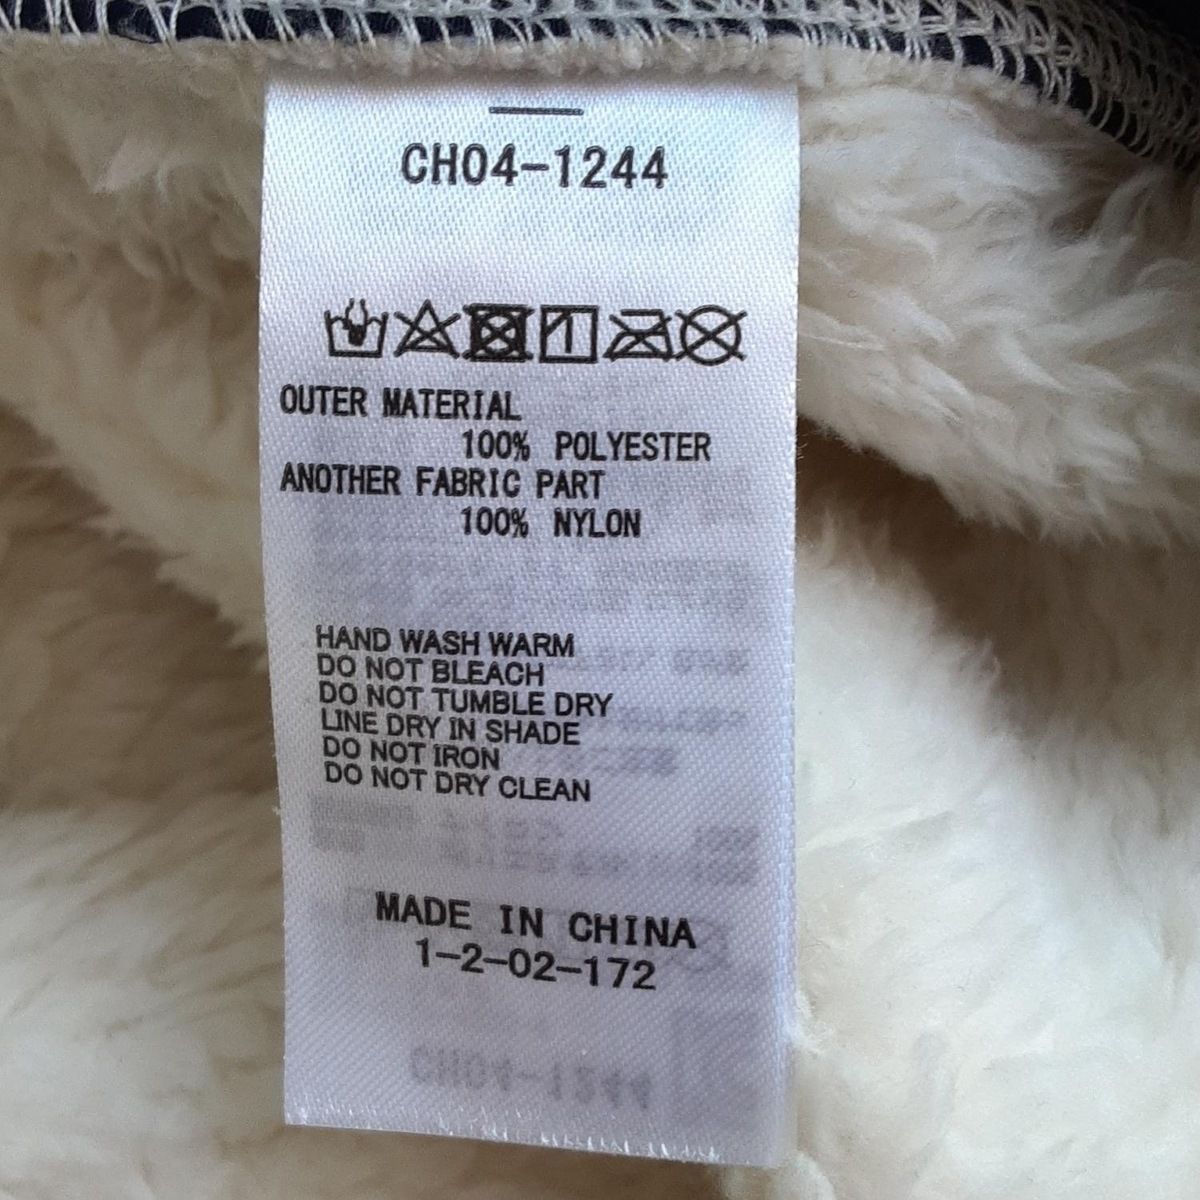 CH04-1244
OUTER MATERIAL
100% POLYESTER
ANOTHER FABRIC PART
100% NYLON
HAND WASH WARM
DO NOT BLEACH
DO NOT TUMBLE DRY
LINE DRY IN SHADE
DO NOT IRON
DO NOT DRY CLEAN
MADE IN CHINA
1-2-02-172
CH04-1244